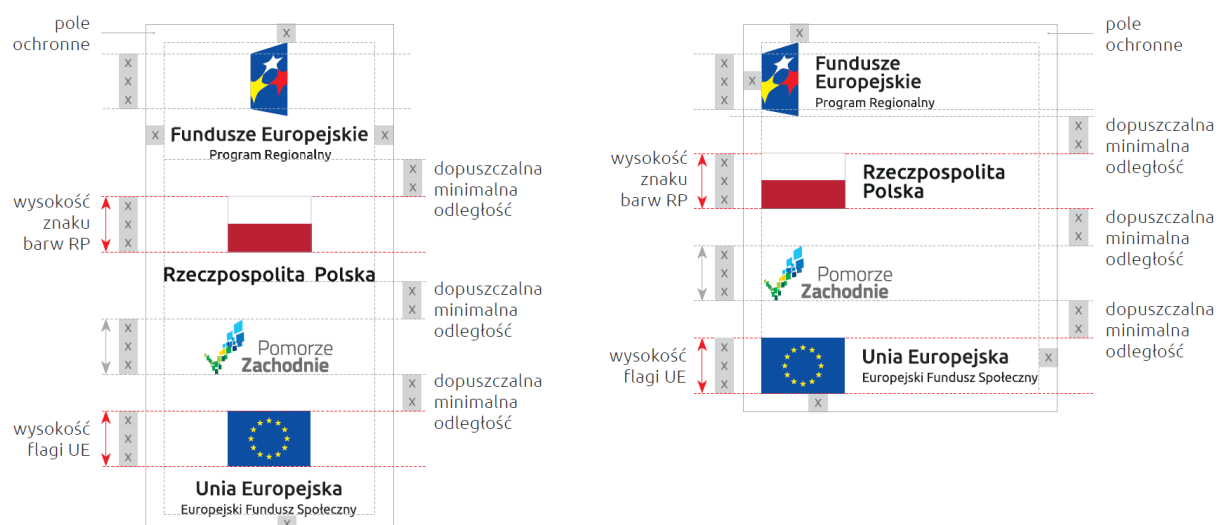 pole
ochronne
x
x
x
x
x
Fundusze Europejskie
x
Program Regionalny
x
x
dopuszczalna
minimalna
odległość
wysokość
znaku
barw RP
x
x
x
Rzeczpospolita Polska
x
x
dopuszczalna
minimalna
odległość
x
x
x
Pomorze
Zachodnie
x
x
dopuszczalna
minimalna
odległość
wysokość
flagi UE
x
x
x
Unia Europejska
Europejski Fundusz Społeczny
x
x
pole
ochronne
x
x
x
x
Fundusze
Europejskie
Program Regionalny
x
x
dopuszczalna
minimalna
odległość
wysokość
znaku
barw RP
x
x
x
Rzeczpospolita
Polska
x
x
dopuszczalna
minimalna
odległość
x
x
x
Pomorze
Zachodnie
x
x
dopuszczalna
minimalna
odległość
wysokość
flagi UE
x
x
x
Unia Europejska
Europejski Fundusz Społeczny
x
x